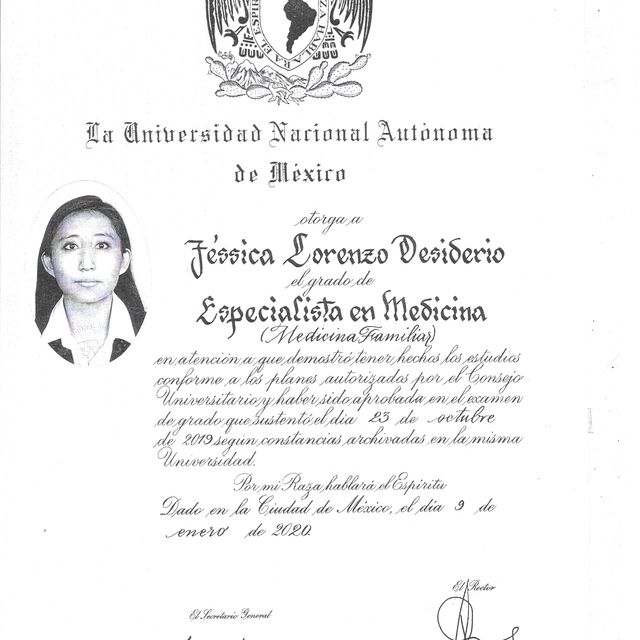 La Universidad Nacional Autónoma
de México
otorga a
Jéssica Lorenzo Desiderio
el grado de
Especialista en Medicina
(Medicina Familiar)
en atención a que demostró tener hechos los estudios
conforme a los planes autorizados por el Consejo
Universitario y haber sido aprobada en el examen
de grado que sustentó el día 23 de octubre
de 2019 según constancias archivadas en la misma
Universidad.
Por mi Raza hablará el Espíritu
Dado en la Ciudad de México, el día 9 de
enero de 2020.
El Rector
El Secretario General